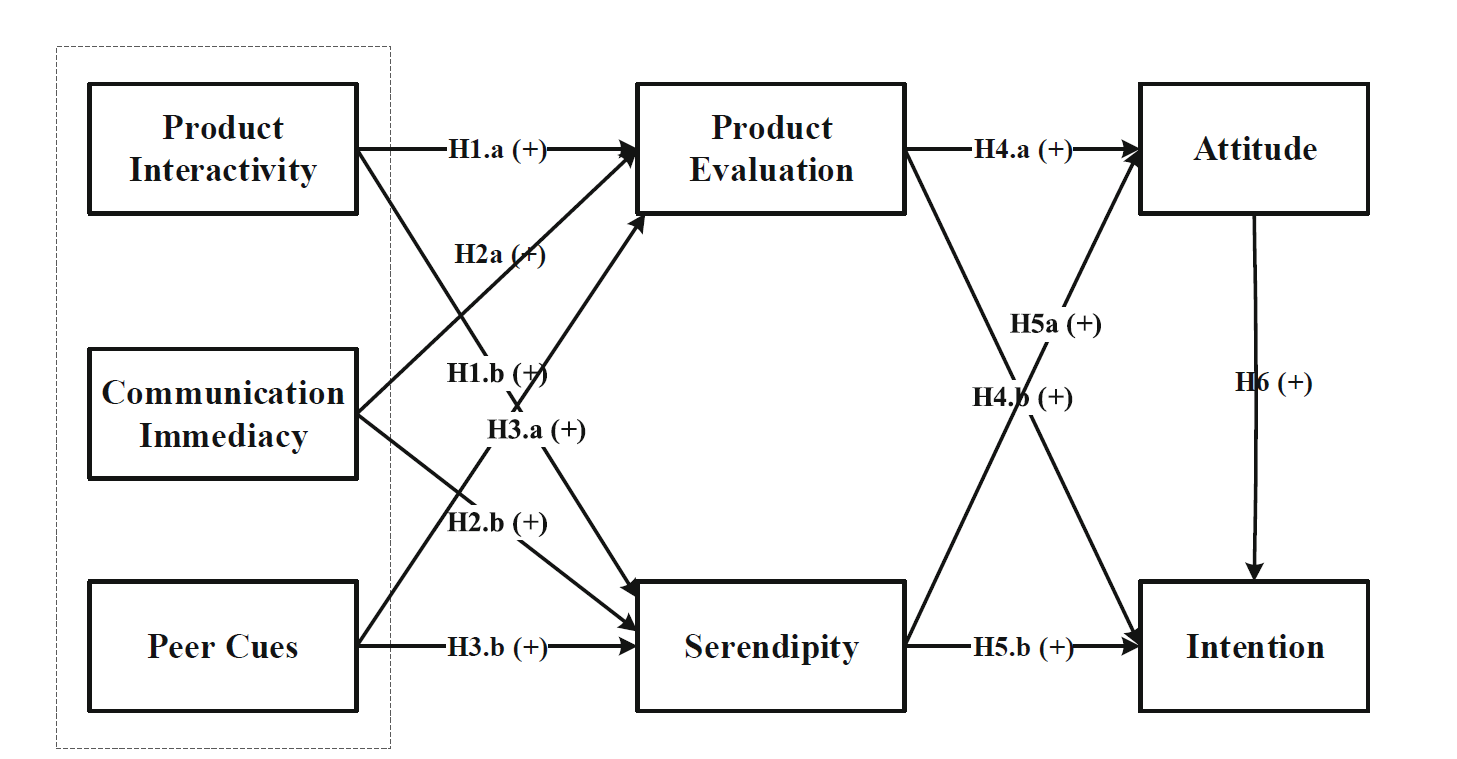 Product
Interactivity
H1.a (+)
Product
Evaluation
H4.a (+)
Attitude
H2a (+)
H5a (+)
H1.b (+)
Communication
Immediacy
H4.b (+)
H6 (+)
H3.a (+)
H2.b (+)
Peer Cues
H3.b (+)
Serendipity
H5.b (+)
Intention